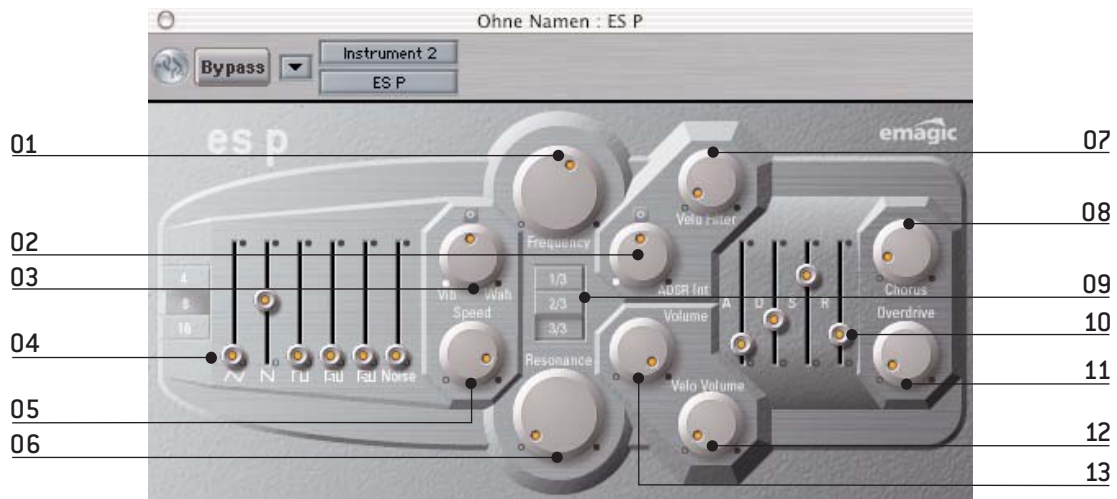 Ohne Namen : ES P
Bypass
Instrument 2
ES P
es p
emagic
01
02
03
04
05
06
07
08
09
10
11
12
13
4
8
16
Noise
Vib
Wah
Speed
Frequency
1/3
2/3
3/3
Resonance
Velo Filter
ADSR Int
Volume
Velo Volume
A
D
S
R
Chorus
Overdrive